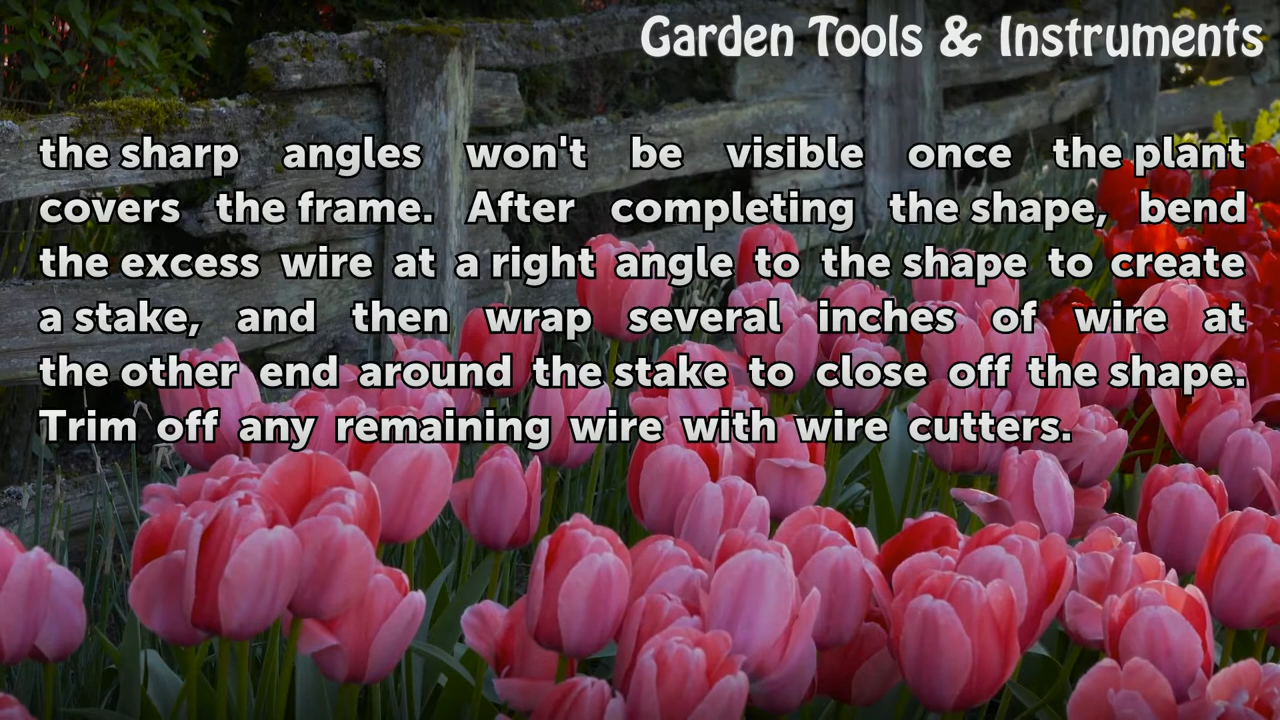 Garden Tools & Instruments
the sharp angles won't be visible once the plant
covers the frame. After completing the shape, bend
the excess wire at a right angle to the shape to create
a stake, and then wrap several inches of wire at
the other end around the stake to close off the shape.
Trim off any remaining wire with wire cutters.